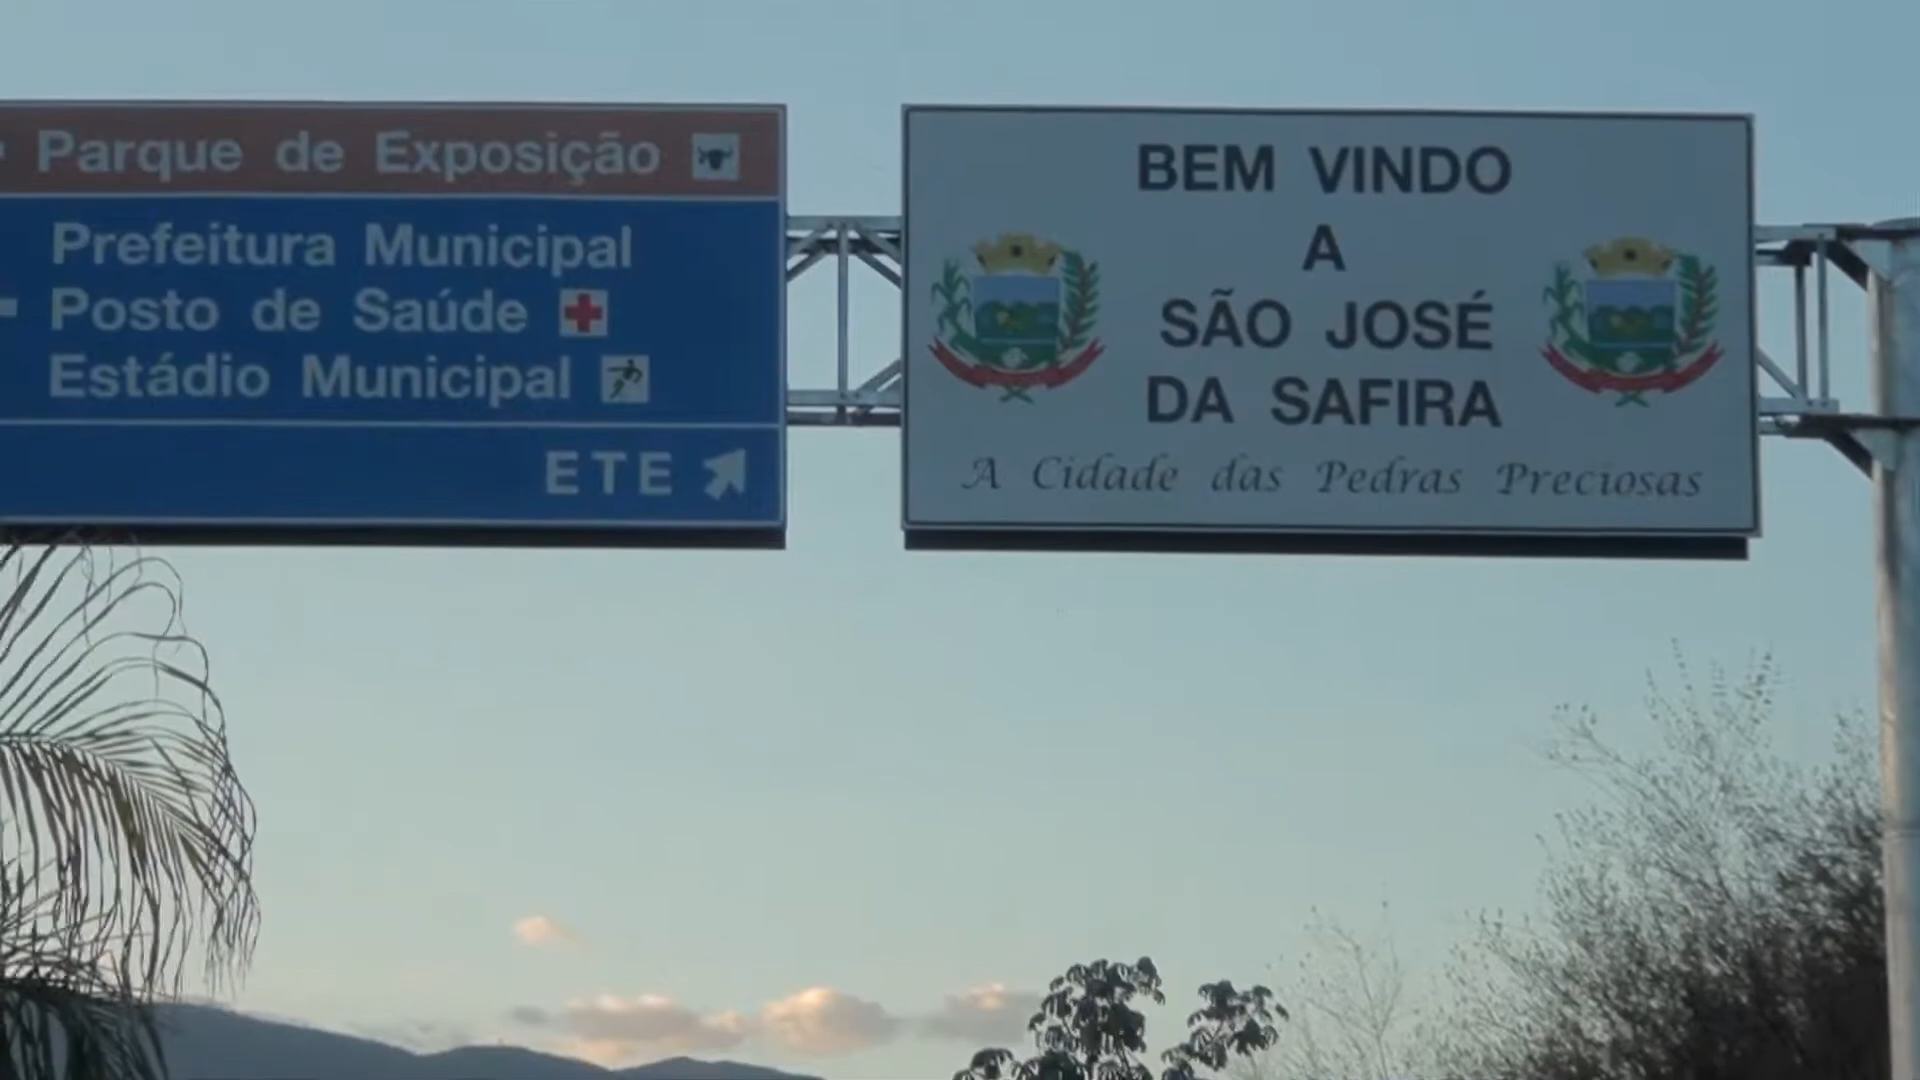 Parque de Exposição
Prefeitura Municipal
Posto de Saúde
Estádio Municipal
ETE
BEM VINDO
A
SÃO JOSÉ
DA SAFIRA
A Cidade das Pedras Preciosas